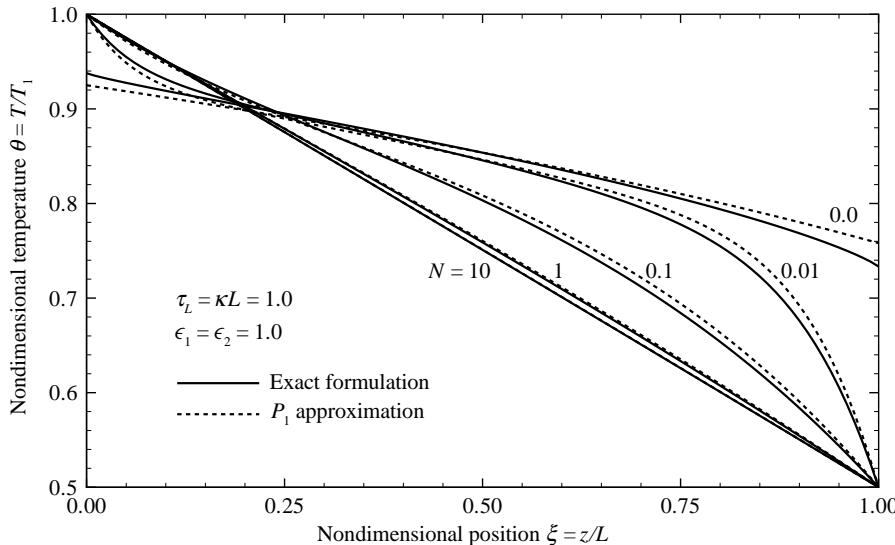 1.0
0.9
0.8
0.7
0.6
0.5
Nondimensional temperature θ = T/T₁
0.0
N = 10
1
0.1
0.01
τ_L = κL = 1.0
ϵ₁ = ϵ₂ = 1.0
Exact formulation
P₁ approximation
0.00
0.25
0.50
0.75
1.00
Nondimensional position ξ = z/L